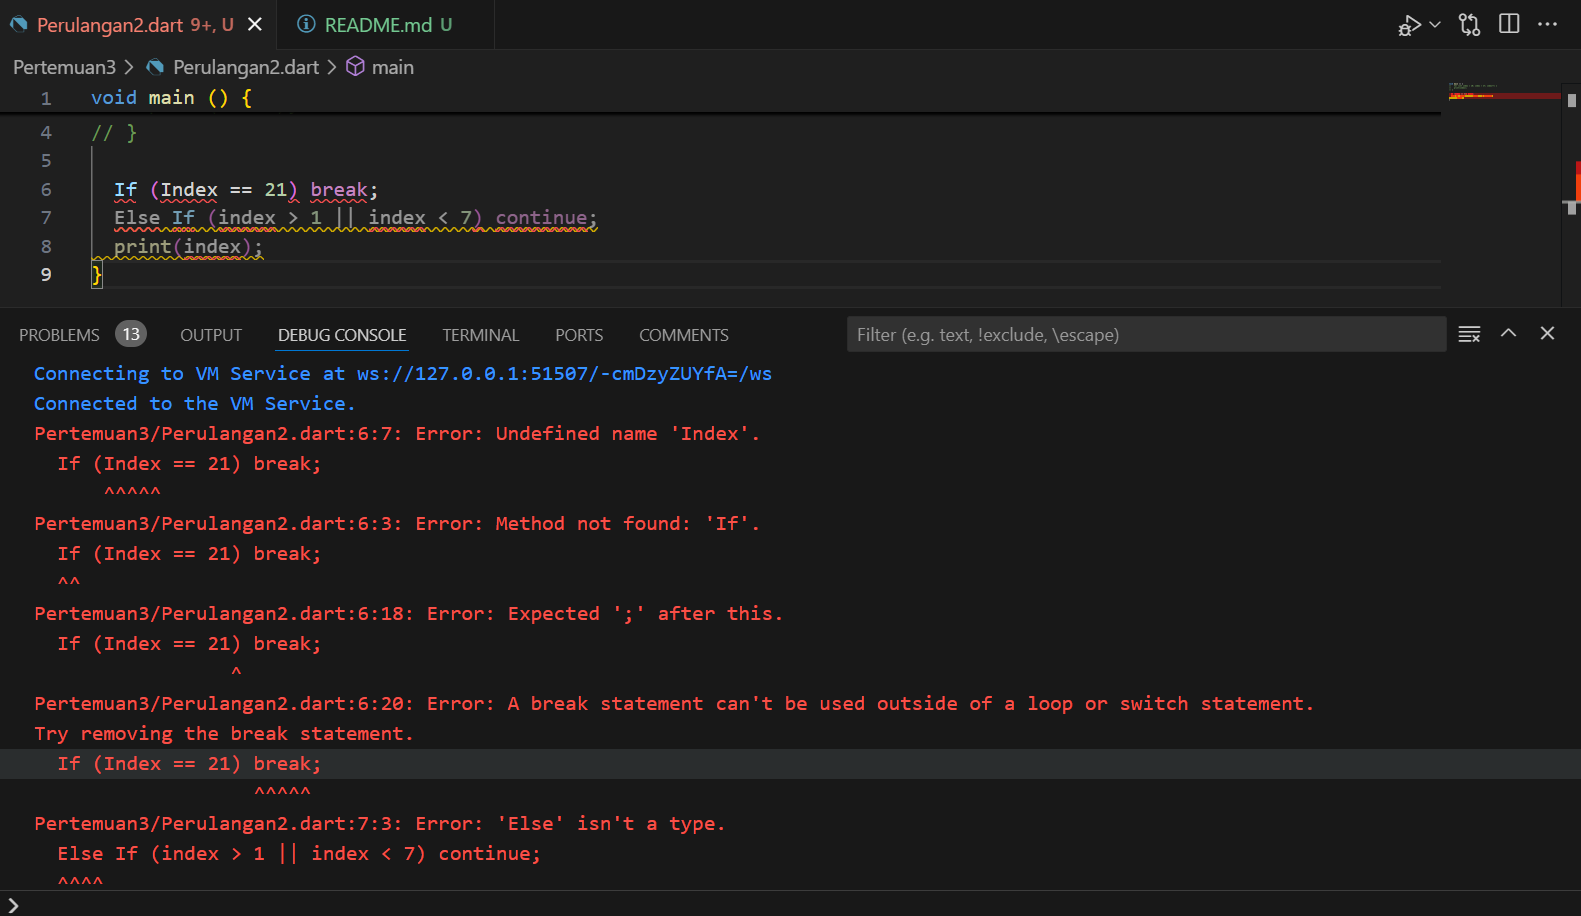 Perulangan2.dart 9+, U README.md U
Pertemuan3 Perulangan2.dart main
1 void main () {
4 // }
5
6 If (Index == 21) break;
7 Else If (index > 1 || index < 7) continue;
8 print(index);
9 }
PROBLEMS 13 OUTPUT DEBUG CONSOLE TERMINAL PORTS COMMENTS Filter (e.g. text, !exclude, \escape)
Connecting to VM Service at ws://127.0.0.1:51507/-cmDzyZUYfA=/ws
Connected to the VM Service.
Pertemuan3/Perulangan2.dart:6:7: Error: Undefined name 'Index'.
If (Index == 21) break;
^^^^^
Pertemuan3/Perulangan2.dart:6:3: Error: Method not found: 'If'.
If (Index == 21) break;
^^
Pertemuan3/Perulangan2.dart:6:18: Error: Expected ';' after this.
If (Index == 21) break;
^
Pertemuan3/Perulangan2.dart:6:20: Error: A break statement can't be used outside of a loop or switch statement.
Try removing the break statement.
If (Index == 21) break;
^^^^^
Pertemuan3/Perulangan2.dart:7:3: Error: 'Else' isn't a type.
Else If (index > 1 || index < 7) continue;
^^^^